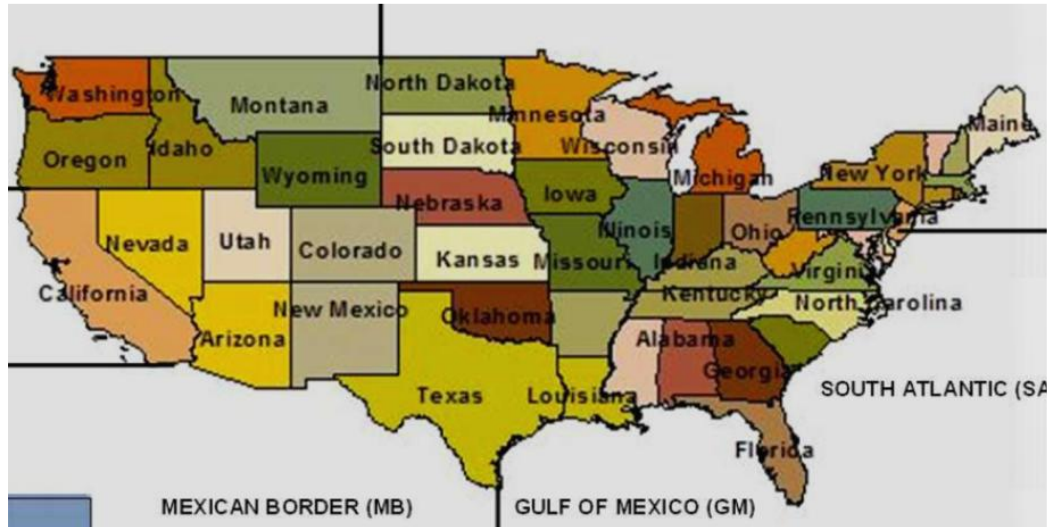 North Dakota
Washington
Montana
Minnesota
Maine
Oregon
Idaho
South Dakota
Wisconsin
Wyoming
Michigan
New York
Iowa
Nebraska
Pennsylvania
Nevada
Utah
Colorado
Illinois
Ohio
Kansas
Missouri
Indiana
Virginia
California
Kentucky
New Mexico
North Carolina
Oklahoma
Arizona
Alabama
Georgia
Texas
Louisiana
SOUTH ATLANTIC (SA
Florida
MEXICAN BORDER (MB)
GULF OF MEXICO (GM)